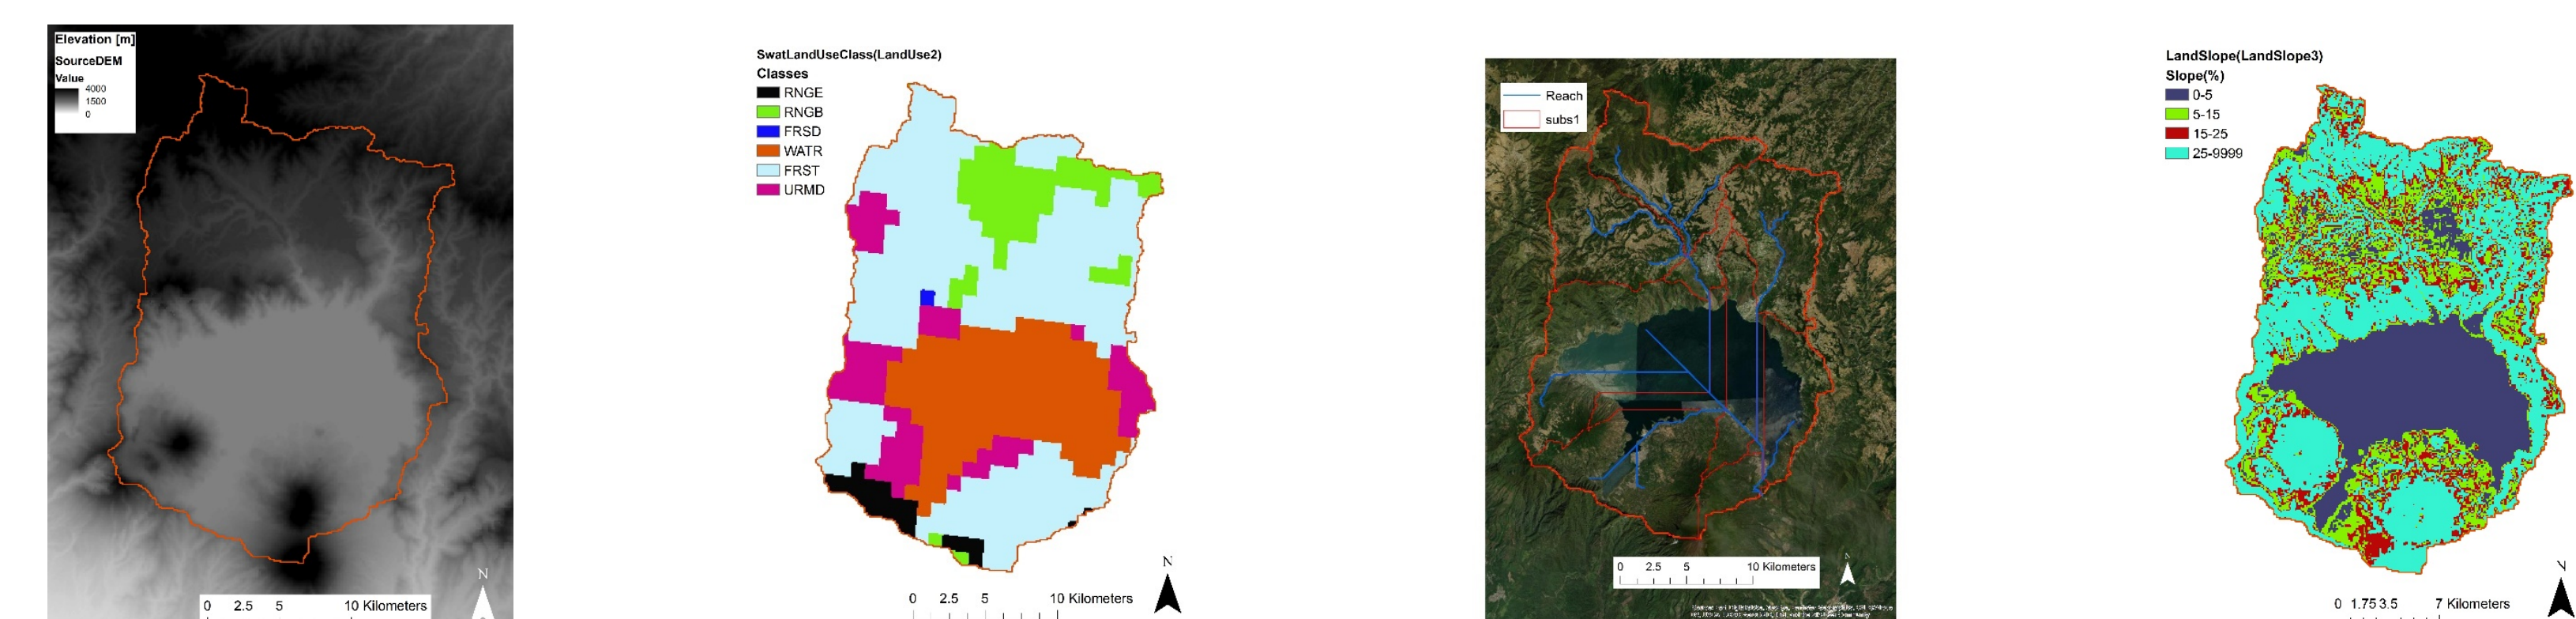 Elevation [m]
SourceDEM
Value
4000
1500
0
N
0 2.5 5 10 Kilometers
SwatLandUseClass(LandUse2)
Classes
RNGE
RNGB
FRSD
WATR
FRST
URMD
N
0 2.5 5 10 Kilometers
Reach
subs1
N
0 2.5 5 10 Kilometers
LandSlope(LandSlope3)
Slope(%)
0-5
5-15
15-25
25-9999
N
0 1.75 3.5 7 Kilometers